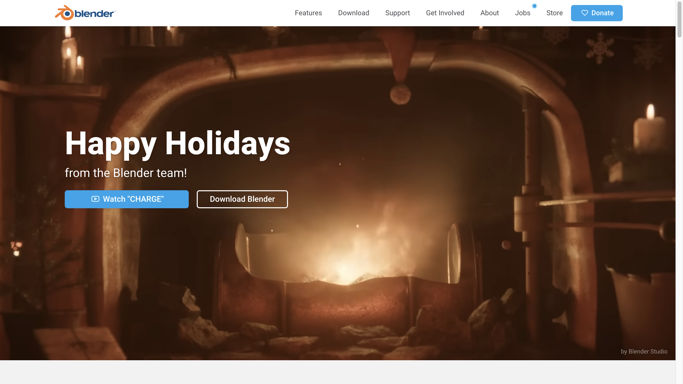 blender
Features Download Support Get Involved About Jobs Store Donate
Happy Holidays
from the Blender team!
Watch "CHARGE" Download Blender
by Blender Studio